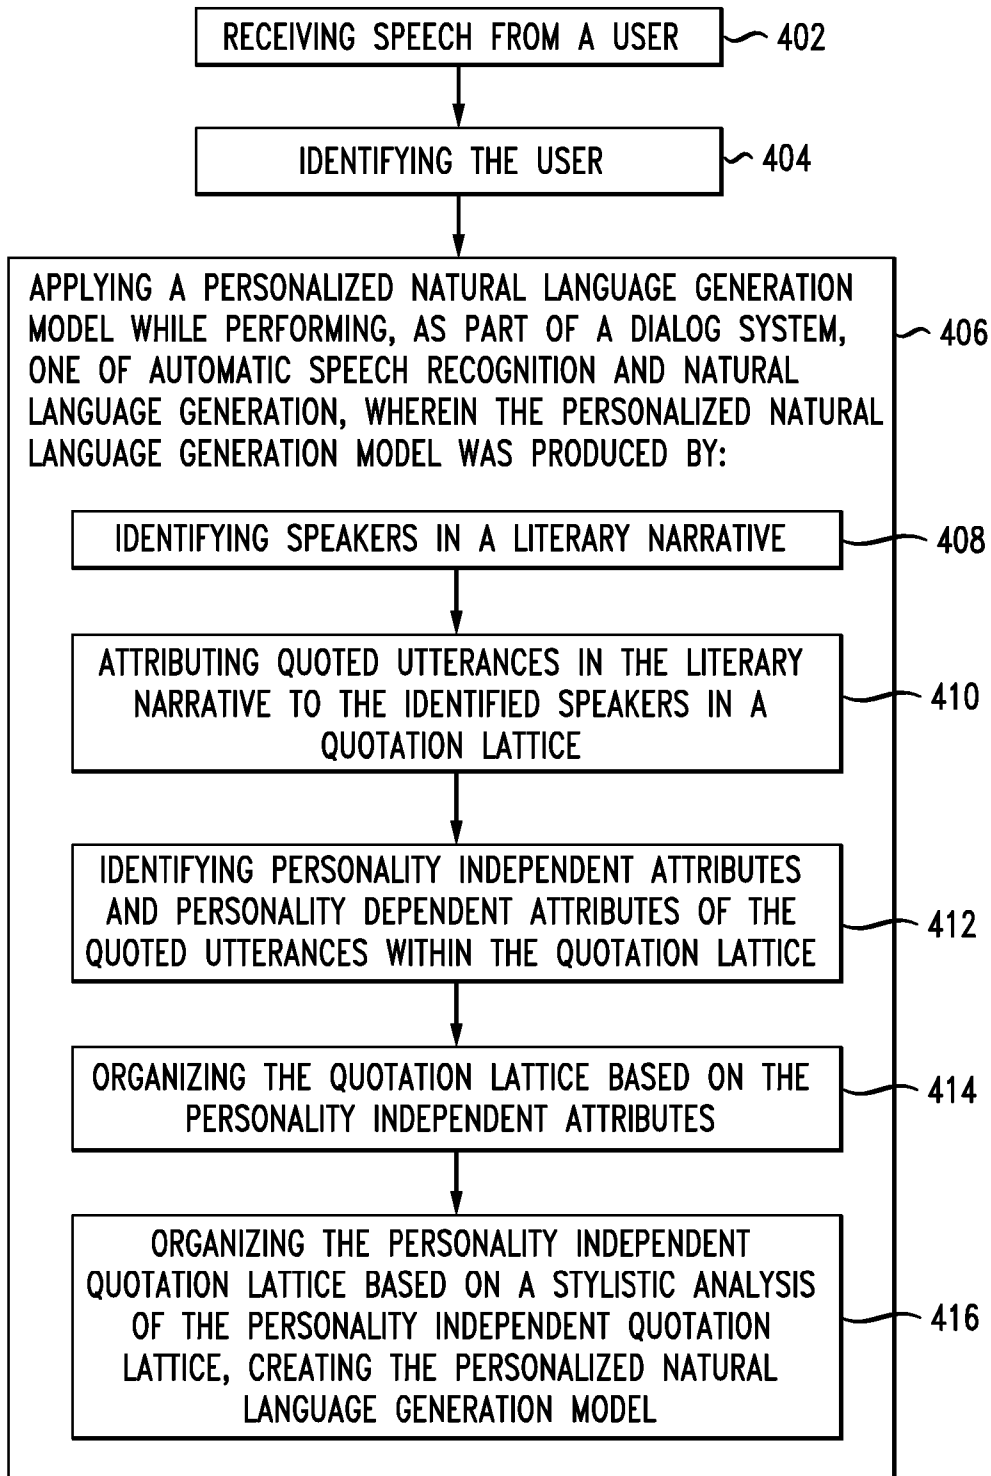 RECEIVING SPEECH FROM A USER 402
IDENTIFYING THE USER 404
APPLYING A PERSONALIZED NATURAL LANGUAGE GENERATION
MODEL WHILE PERFORMING, AS PART OF A DIALOG SYSTEM,
406
ONE OF AUTOMATIC SPEECH RECOGNITION AND NATURAL
LANGUAGE GENERATION, WHEREIN THE PERSONALIZED NATURAL
LANGUAGE GENERATION MODEL WAS PRODUCED BY:
IDENTIFYING SPEAKERS IN A LITERARY NARRATIVE 408
ATTRIBUTING QUOTED UTTERANCES IN THE LITERARY
NARRATIVE TO THE IDENTIFIED SPEAKERS IN A
QUOTATION LATTICE
410
IDENTIFYING PERSONALITY INDEPENDENT ATTRIBUTES
AND PERSONALITY DEPENDENT ATTRIBUTES OF THE
QUOTED UTTERANCES WITHIN THE QUOTATION LATTICE
412
ORGANIZING THE QUOTATION LATTICE BASED ON THE
PERSONALITY INDEPENDENT ATTRIBUTES
414
ORGANIZING THE PERSONALITY INDEPENDENT
QUOTATION LATTICE BASED ON A STYLISTIC ANALYSIS
OF THE PERSONALITY INDEPENDENT QUOTATION
LATTICE, CREATING THE PERSONALIZED NATURAL
LANGUAGE GENERATION MODEL
416